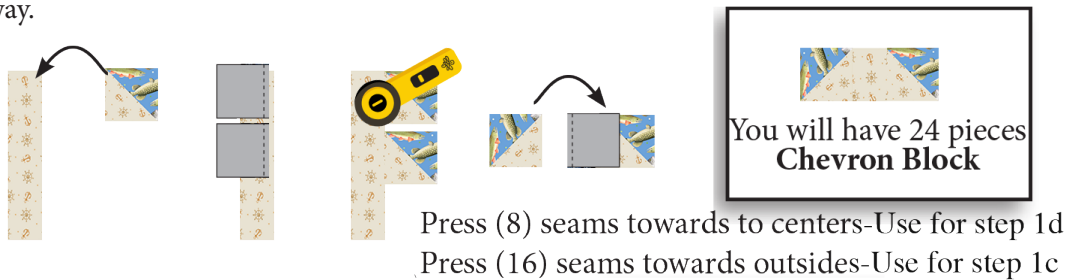 way.
You will have 24 pieces
Chevron Block
Press (8) seams towards to centers-Use for step 1d
Press (16) seams towards outsides-Use for step 1c